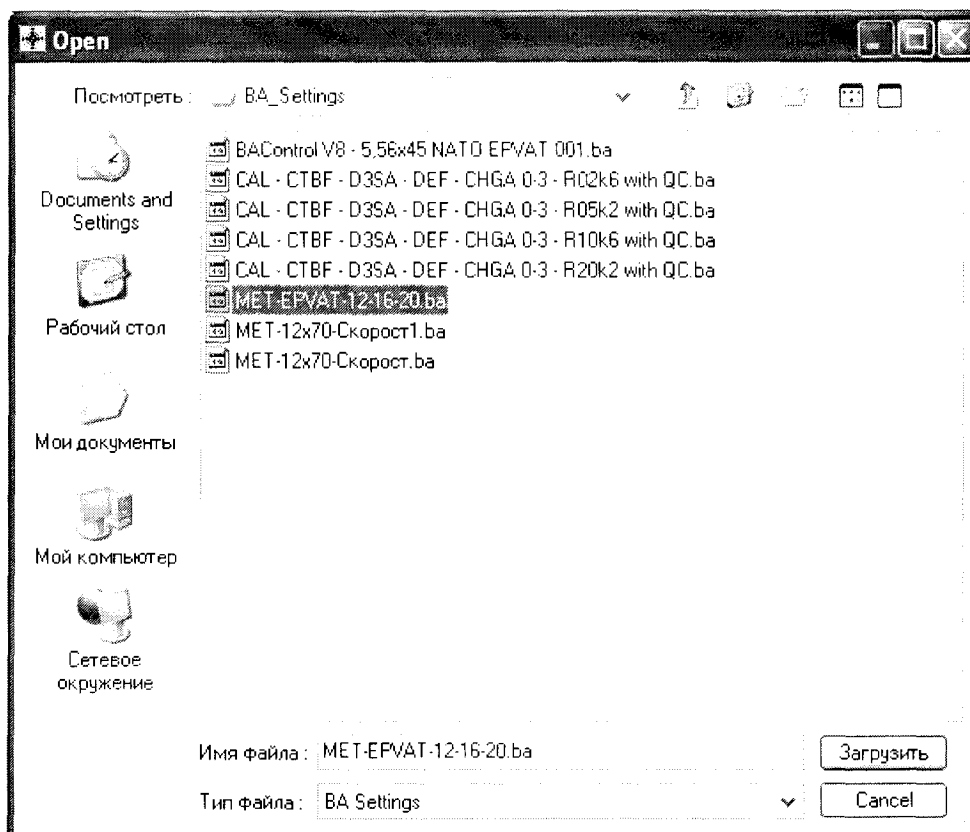 Open
Посмотреть :
BA_Settings
BAControl V8 - 5,56x45 NATO EPVAT 001.ba
CAL - CTBF - D3SA - DEF - CHGA 0-3 - R02k6 with QC.ba
CAL - CTBF - D3SA - DEF - CHGA 0-3 - R05k2 with QC.ba
CAL - CTBF - D3SA - DEF - CHGA 0-3 - R10k6 with QC.ba
CAL - CTBF - D3SA - DEF - CHGA 0-3 - R20k2 with QC.ba
MET-EPVAT-12-16-20.ba
MET-12x70-Скорост1.ba
MET-12x70-Скорост.ba
Documents and
Settings
Рабочий стол
Мои документы
Мой компьютер
Сетевое
окружение
Имя файла : MET-EPVAT-12-16-20.ba
Загрузить
Тип файла : BA Settings
Cancel